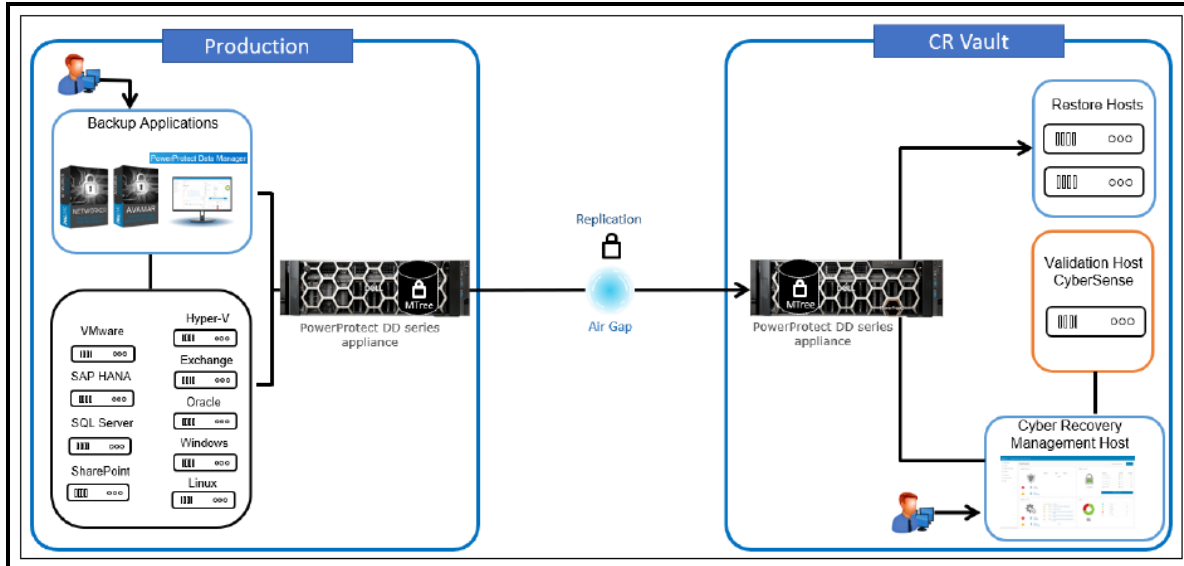 Production
Backup Applications
PowerProtect Data Manager
AVAMAR
VMware
SAP HANA
SQL Server
SharePoint
Hyper-V
Exchange
Oracle
Windows
Linux
MTree
PowerProtect DD series
appliance
Replication
Air Gap
CR Vault
MTree
PowerProtect DD series
appliance
Restore Hosts
Validation Host
CyberSense
Cyber Recovery
Management Host